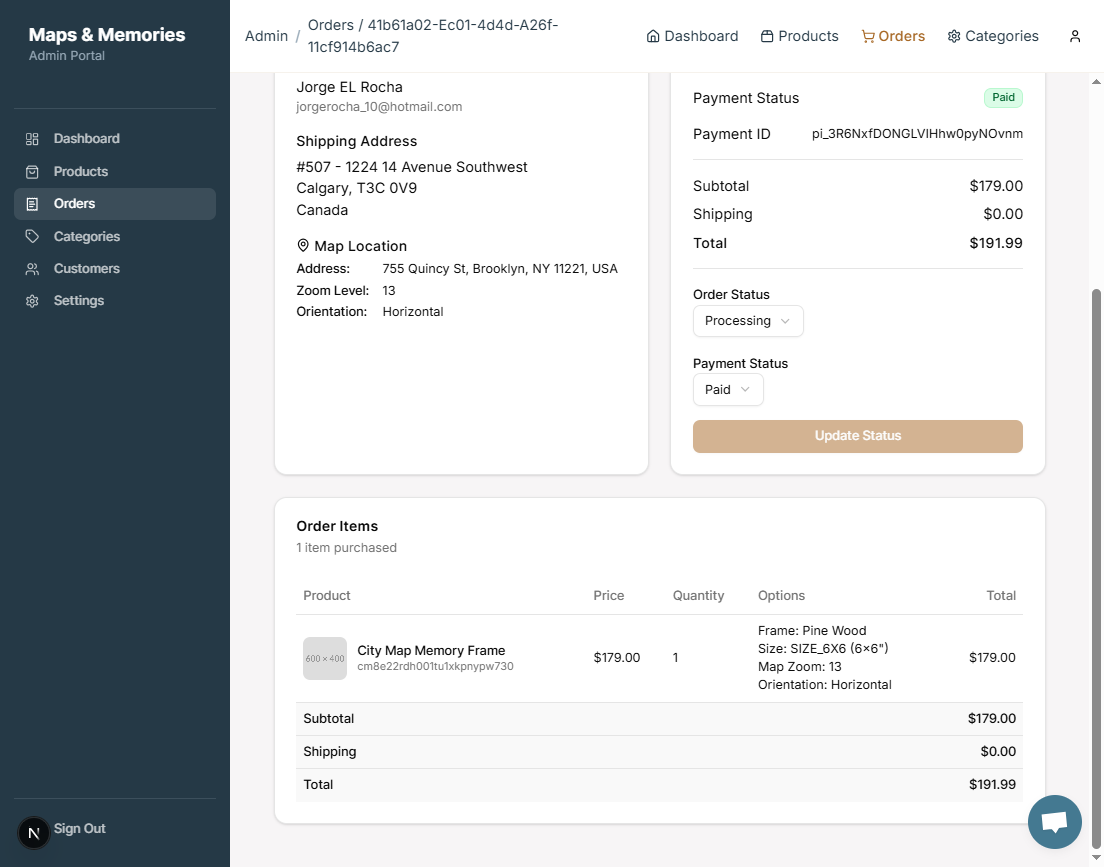 Maps & Memories
Admin Portal
Dashboard
Products
Orders
Categories
Customers
Settings
Sign Out
N
Admin / Orders / 41b61a02-Ec01-4d4d-A26f-
11cf914b6ac7
Dashboard Products Orders Categories
Jorge EL Rocha
jorgerocha_10@hotmail.com
Shipping Address
#507 - 1224 14 Avenue Southwest
Calgary, T3C 0V9
Canada
Map Location
Address: 755 Quincy St, Brooklyn, NY 11221, USA
Zoom Level: 13
Orientation: Horizontal
Payment Status Paid
Payment ID pi_3R6NxfDONGLVIHhw0pyNOvnm
Subtotal $179.00
Shipping $0.00
Total $191.99
Order Status
Processing
Payment Status
Paid
Update Status
Order Items
1 item purchased
Product Price Quantity Options Total
600 × 400
City Map Memory Frame
cm8e22rdh001tu1xkpnypw730
$179.00 1
Frame: Pine Wood
Size: SIZE_6X6 (6×6")
Map Zoom: 13
Orientation: Horizontal
$179.00
Subtotal $179.00
Shipping $0.00
Total $191.99